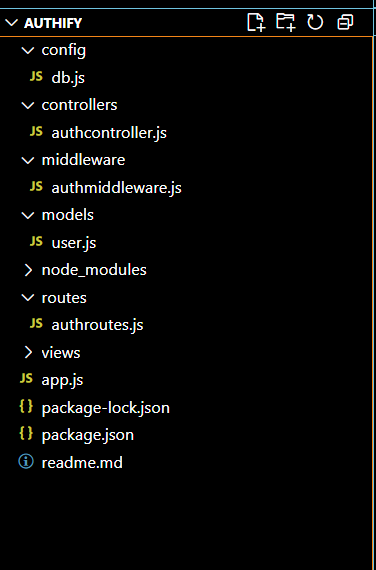 AUTHIFY
config
JS db.js
controllers
JS authcontroller.js
middleware
JS authmiddleware.js
models
JS user.js
node_modules
routes
JS authroutes.js
views
JS app.js
{} package-lock.json
{} package.json
readme.md